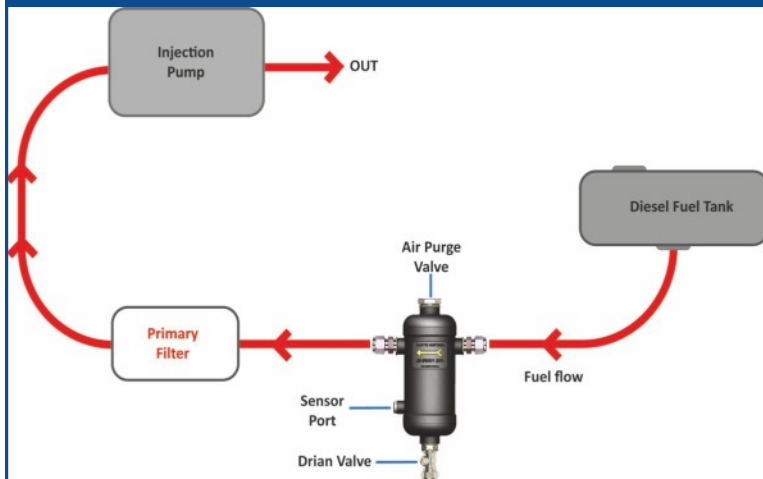 Injection
Pump
OUT
Diesel Fuel Tank
Air Purge
Valve
Primary
Filter
Fuel flow
Sensor
Port
Drian Valve